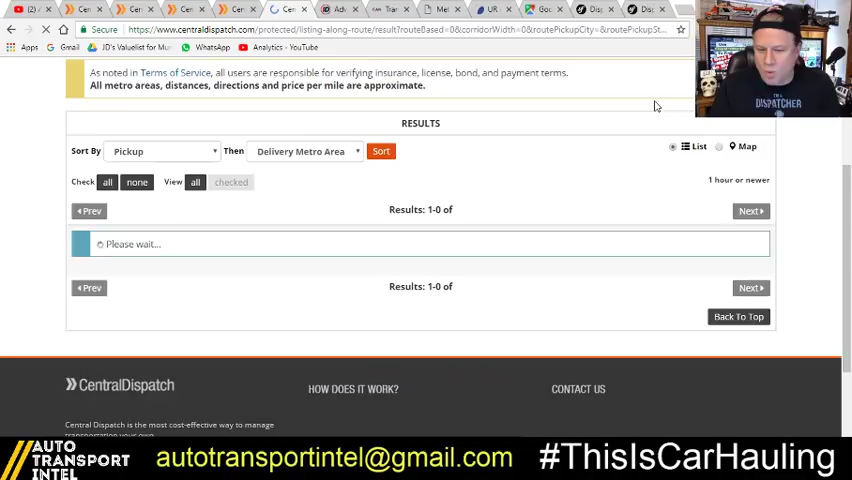 Secure
https://www.centraldispatch.com/protected/listing-along-route/result?routeBased=0&corridorWidth=0&routePickupCity=&routePickupSt...
Apps
Gmail
JD's Valuelist for M
WhatsApp
Analytics - YouTube
As noted in Terms of Service, all users are responsible for verifying insurance, license, bond, and payment terms.
All metro areas, distances, directions and price per mile are approximate.
RESULTS
Sort By Pickup Then Delivery Metro Area Sort
List Map
Check all none View all checked
1 hour or newer
Prev Results: 1-0 of Next
Please wait...
Prev Results: 1-0 of Next
Back To Top
CentralDispatch
HOW DOES IT WORK?
CONTACT US
Central Dispatch is the most cost-effective way to manage
I'M A
DISPATCHER
AUTO
TRANSPORT
INTEL
autotransportintel@gmail.com
#ThisIsCarHauling